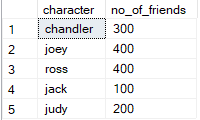 character no_of_friends
1 chandler 300
2 joey 400
3 ross 400
4 jack 100
5 judy 200